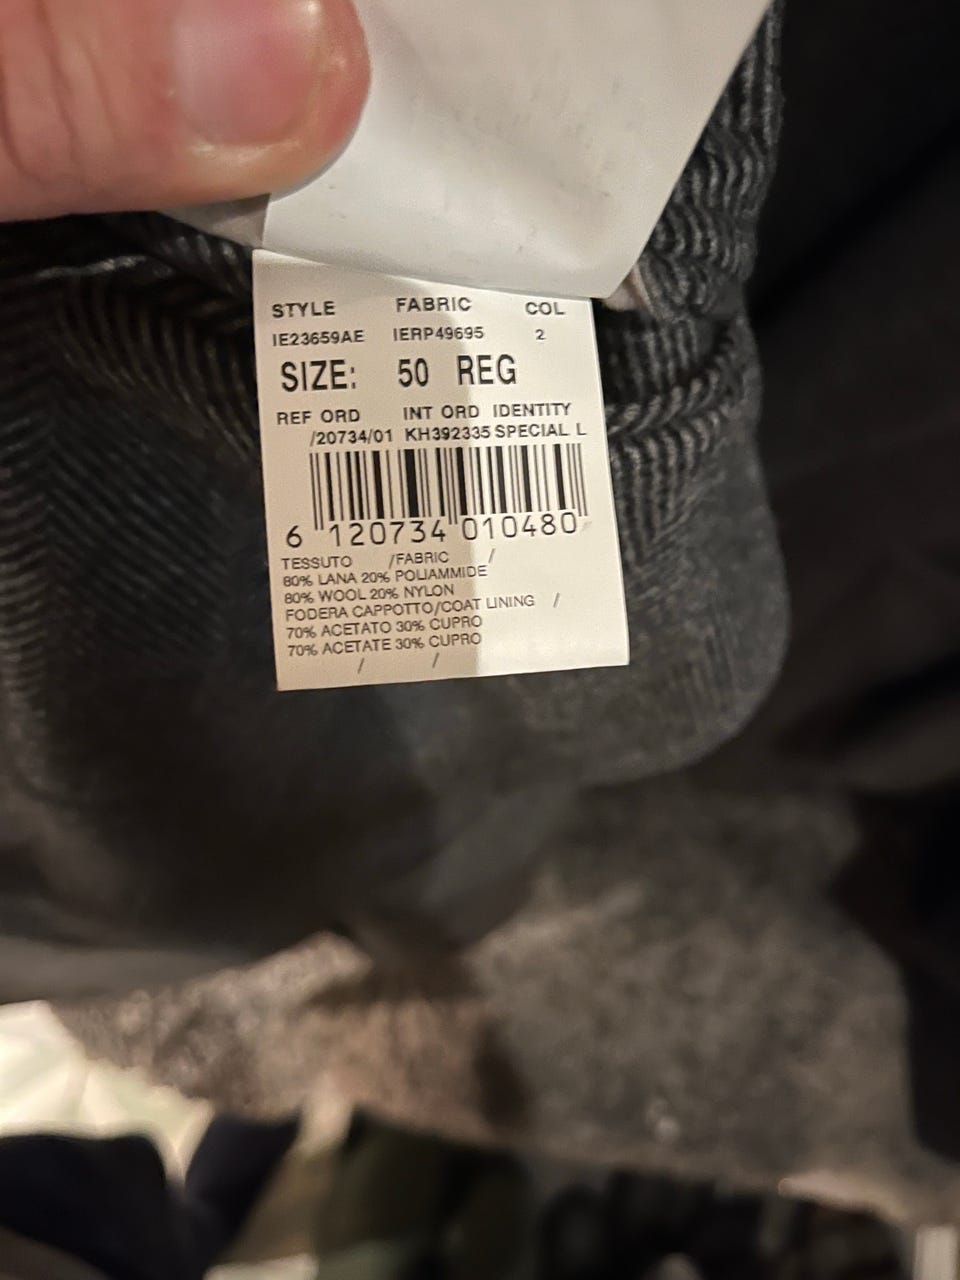 STYLE FABRIC COL
IE23659AE IERP49695 2
SIZE: 50 REG
REF ORD INT ORD IDENTITY
/20734/01 KH392335 SPECIAL L
6 120734 010480
TESSUTO /FABRIC /
80% LANA 20% POLIAMMIDE
80% WOOL 20% NYLON
FODERA CAPPOTTO/COAT LINING /
70% ACETATO 30% CUPRO
70% ACETATE 30% CUPRO
/ /